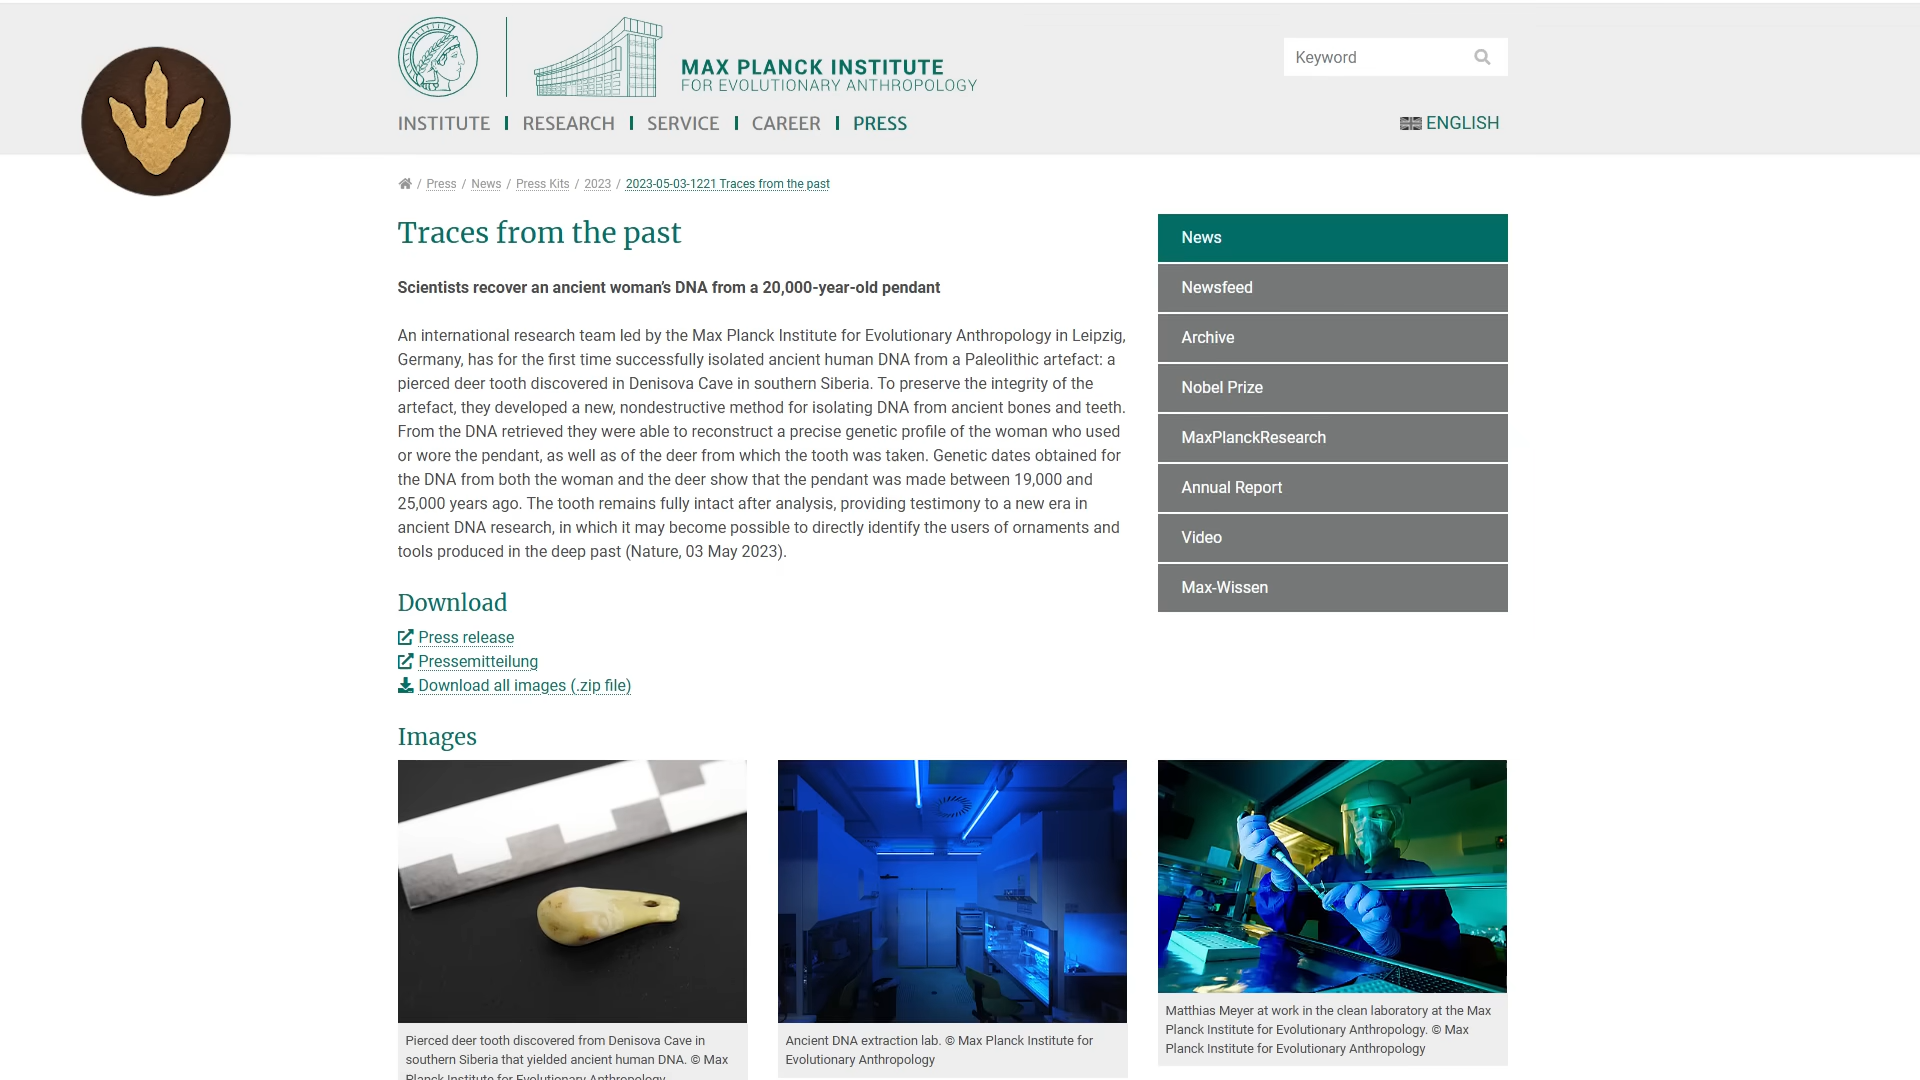 MAX PLANCK INSTITUTE
FOR EVOLUTIONARY ANTHROPOLOGY
Keyword
INSTITUTE
RESEARCH
SERVICE
CAREER
PRESS
ENGLISH
/ Press / News / Press Kits / 2023 / 2023-05-03-1221 Traces from the past
Traces from the past
Scientists recover an ancient woman’s DNA from a 20,000-year-old pendant
An international research team led by the Max Planck Institute for Evolutionary Anthropology in Leipzig,
Germany, has for the first time successfully isolated ancient human DNA from a Paleolithic artefact: a
pierced deer tooth discovered in Denisova Cave in southern Siberia. To preserve the integrity of the
artefact, they developed a new, nondestructive method for isolating DNA from ancient bones and teeth.
From the DNA retrieved they were able to reconstruct a precise genetic profile of the woman who used
or wore the pendant, as well as of the deer from which the tooth was taken. Genetic dates obtained for
the DNA from both the woman and the deer show that the pendant was made between 19,000 and
25,000 years ago. The tooth remains fully intact after analysis, providing testimony to a new era in
ancient DNA research, in which it may become possible to directly identify the users of ornaments and
tools produced in the deep past (Nature, 03 May 2023).
Download
Press release
Pressemitteilung
Download all images (.zip file)
News
Newsfeed
Archive
Nobel Prize
MaxPlanckResearch
Annual Report
Video
Max-Wissen
Images
Pierced deer tooth discovered from Denisova Cave in
southern Siberia that yielded ancient human DNA. © Max
Planck Institute for Evolutionary Anthropology
Ancient DNA extraction lab. © Max Planck Institute for
Evolutionary Anthropology
Matthias Meyer at work in the clean laboratory at the Max
Planck Institute for Evolutionary Anthropology. © Max
Planck Institute for Evolutionary Anthropology